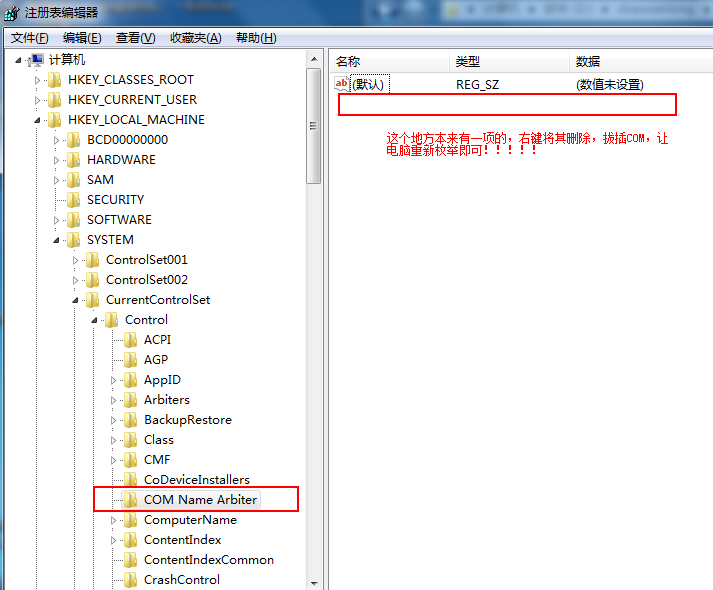 注册表编辑器
文件(F) 编辑(E) 查看(V) 收藏夹(A) 帮助(H)
计算机
HKEY_CLASSES_ROOT
HKEY_CURRENT_USER
HKEY_LOCAL_MACHINE
BCD00000000
HARDWARE
SAM
SECURITY
SOFTWARE
SYSTEM
ControlSet001
ControlSet002
CurrentControlSet
Control
ACPI
AGP
AppID
Arbiters
BackupRestore
Class
CMF
CoDeviceInstallers
COM Name Arbiter
ComputerName
ContentIndex
ContentIndexCommon
CrashControl
名称 类型 数据
ab (默认) REG_SZ (数值未设置)
这个地方本来有一项的，右键将其删除，拔插COM，让
电脑重新枚举即可！！！！！